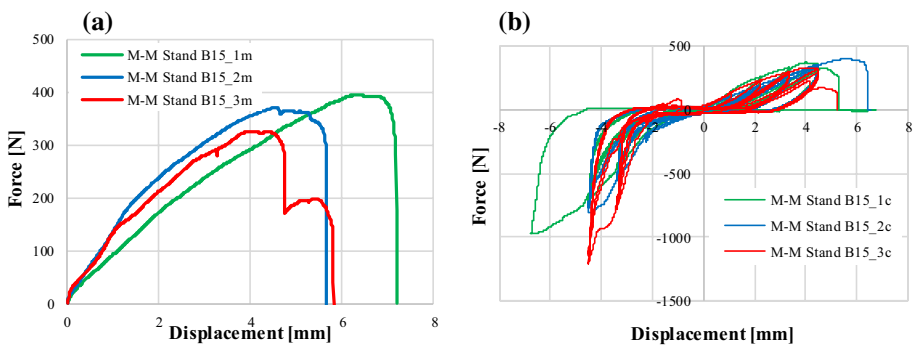 (a)
500
400
300
200
100
0
0 2 4 6 8
Force [N]
Displacement [mm]
M-M Stand B15_1m
M-M Stand B15_2m
M-M Stand B15_3m
(b)
500
0
-500
-1000
-1500
-8 -6 -4 -2 0 2 4 6 8
Force [N]
Displacement [mm]
M-M Stand B15_1c
M-M Stand B15_2c
M-M Stand B15_3c